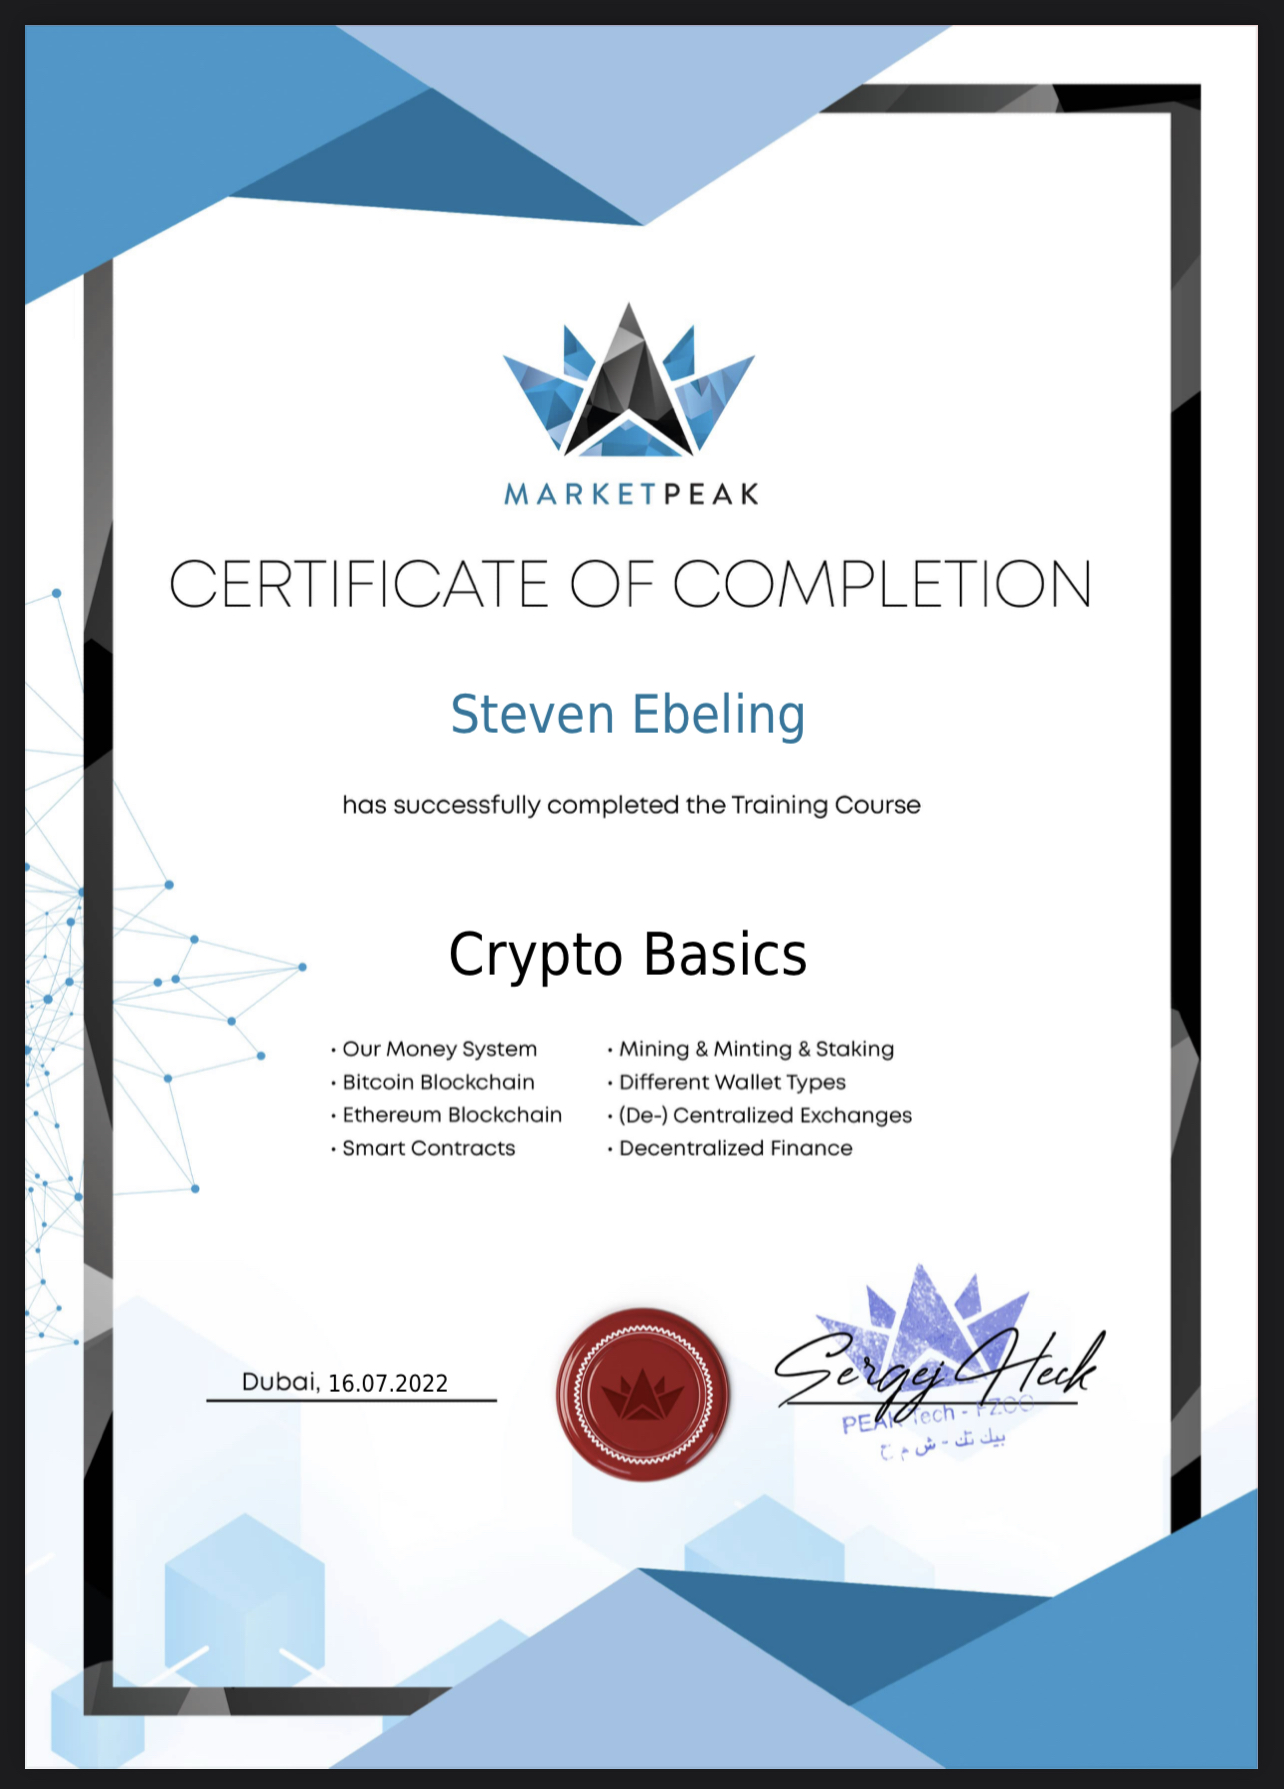 MARKETPEAK
CERTIFICATE OF COMPLETION
Steven Ebeling
has successfully completed the Training Course
Crypto Basics
• Our Money System
• Bitcoin Blockchain
• Ethereum Blockchain
• Smart Contracts
• Mining & Minting & Staking
• Different Wallet Types
• (De-) Centralized Exchanges
• Decentralized Finance
Dubai, 16.07.2022
Sergej Heck
PEAK Tech - FZCO
بيك تك - ش م ح